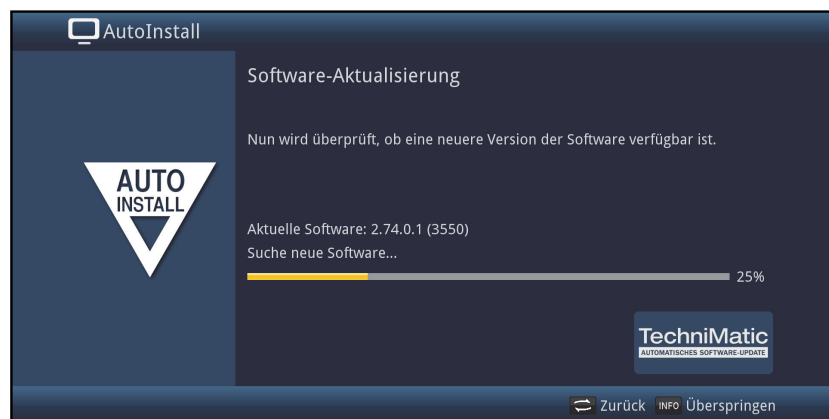 AutoInstall
Software-Aktualisierung
Nun wird überprüft, ob eine neuere Version der Software verfügbar ist.
AUTO
INSTALL
Aktuelle Software: 2.74.0.1 (3550)
Suche neue Software...
25%
TechniMatic
AUTOMATISCHES SOFTWARE-UPDATE
Zurück INFO Überspringen